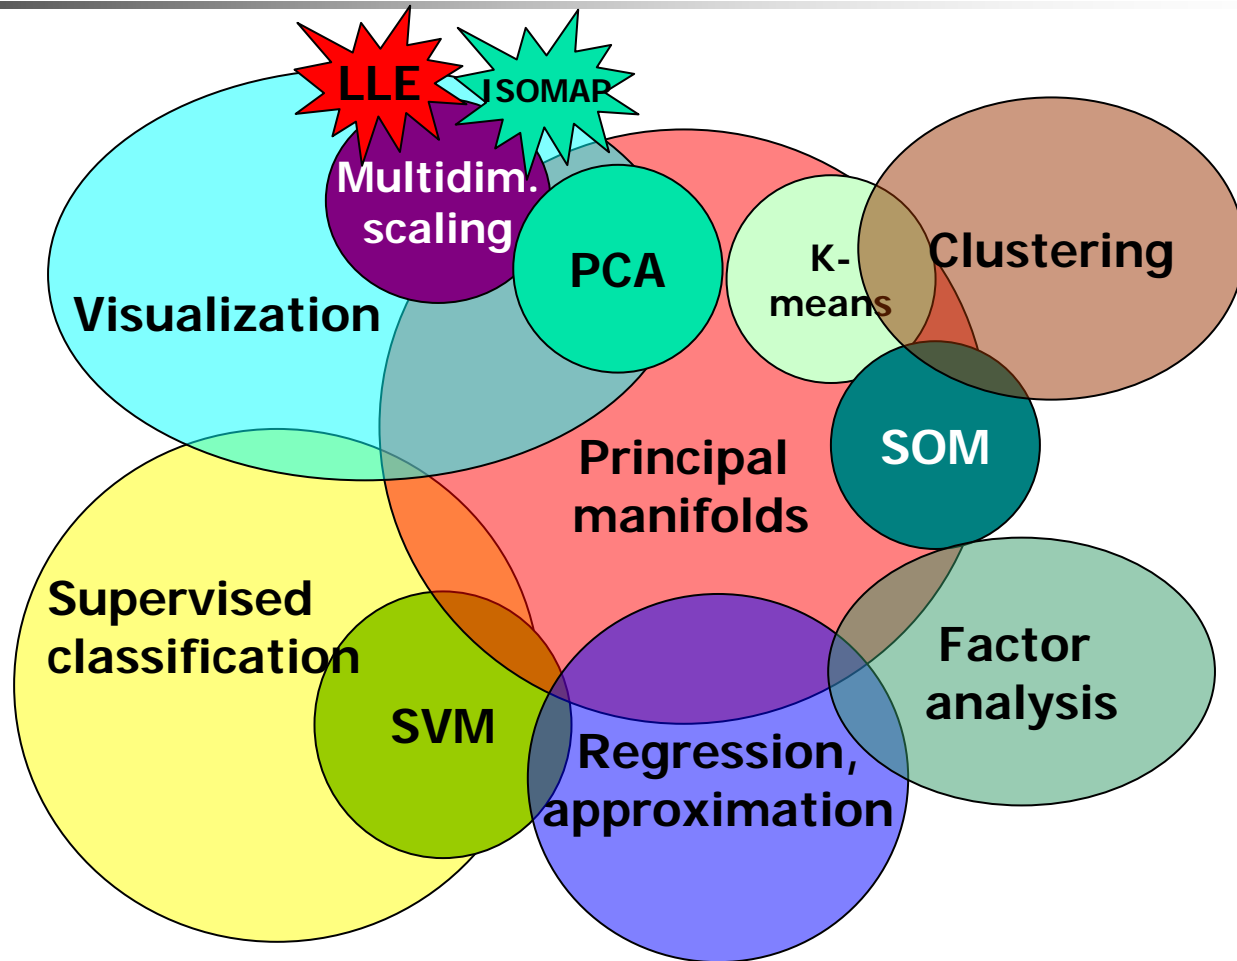 LLE
ISOMAP
Multidim.
scaling
PCA
K-
means
Clustering
Visualization
Principal
manifolds
SOM
Supervised
classification
Factor
analysis
SVM
Regression,
approximation